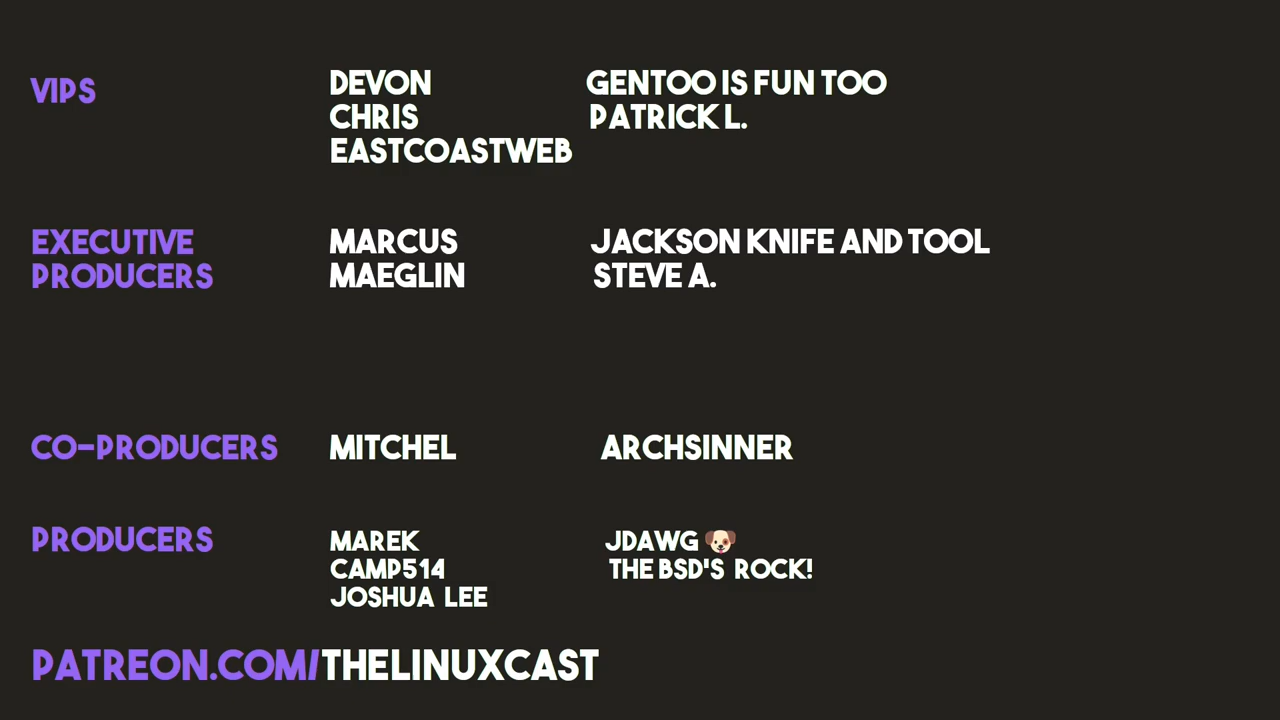 VIPS
DEVON GENTOO IS FUN TOO
CHRIS PATRICK L.
EASTCOASTWEB
EXECUTIVE PRODUCERS
MARCUS JACKSON KNIFE AND TOOL
MAEGLIN STEVE A.
CO-PRODUCERS
MITCHEL ARCHSINNER
PRODUCERS
MAREK JDAWG 🐶
CAMP514 THE BSD'S ROCK!
JOSHUA LEE
PATREON.COM/THELINUXCAST